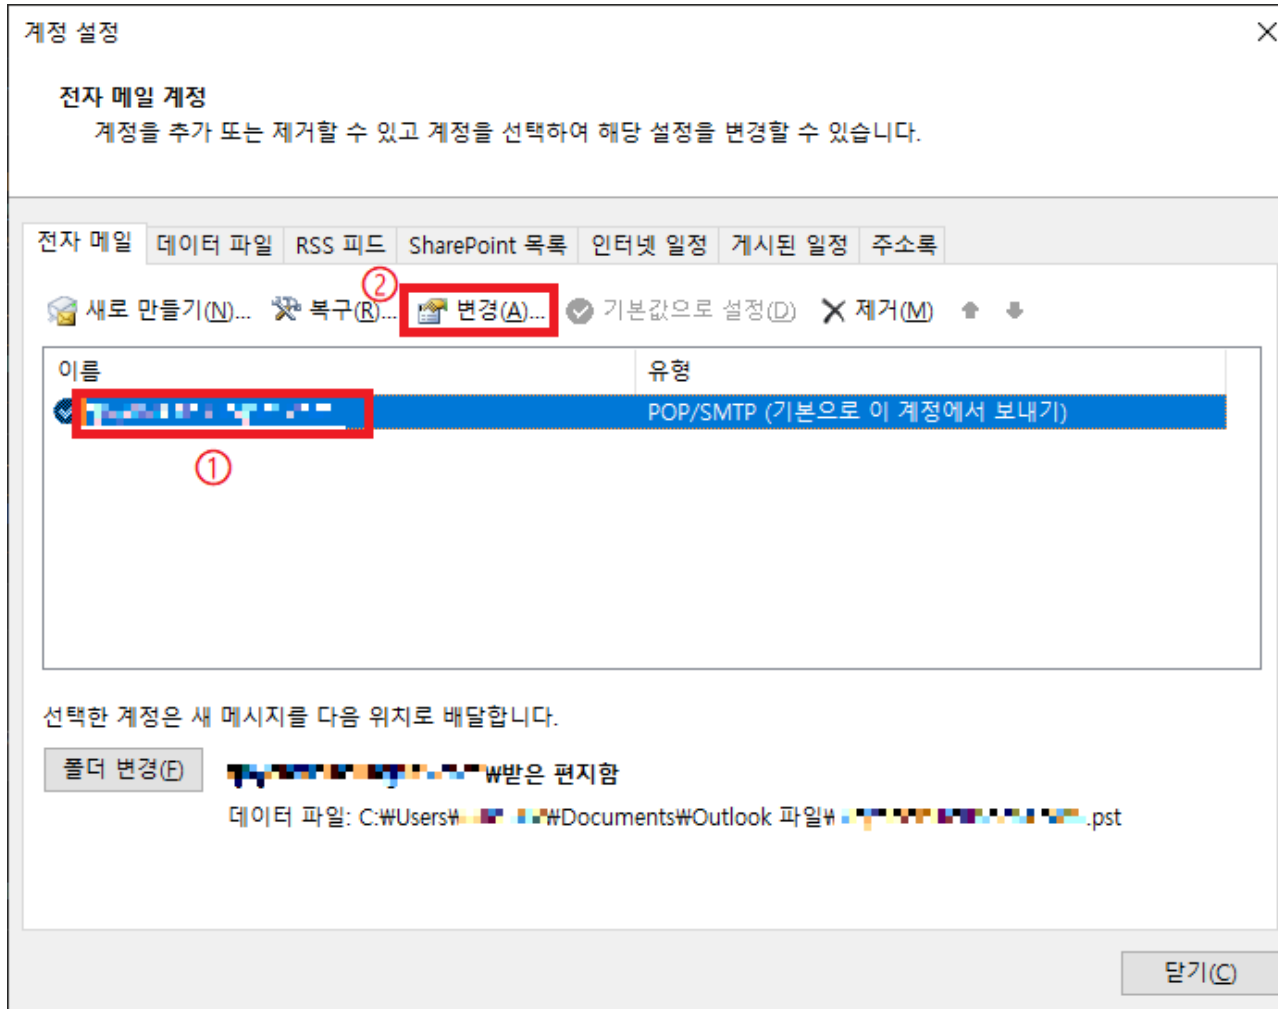 계정 설정
전자 메일 계정
계정을 추가 또는 제거할 수 있고 계정을 선택하여 해당 설정을 변경할 수 있습니다.
전자 메일 데이터 파일 RSS 피드 SharePoint 목록 인터넷 일정 게시된 일정 주소록
②
새로 만들기(N)... 복구(R)... 변경(A)... 기본값으로 설정(D) 제거(M)
이름 유형
POP/SMTP (기본으로 이 계정에서 보내기)
①
선택한 계정은 새 메시지를 다음 위치로 배달합니다.
폴더 변경(F) ₩받은 편지함
데이터 파일: C:₩Users₩ ₩Documents₩Outlook 파일₩ .pst
닫기(C)